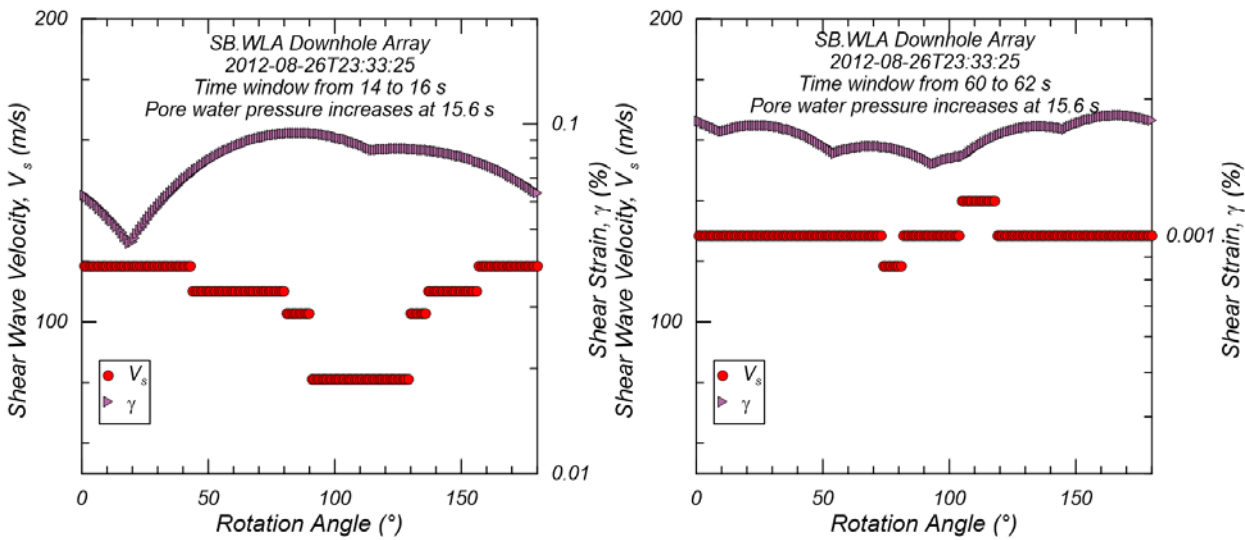 SB.WLA Downhole Array
2012-08-26T23:33:25
Time window from 14 to 16 s
Pore water pressure increases at 15.6 s
200
100
Shear Wave Velocity, Vs (m/s)
0.1
0.01
Shear Strain, γ (%)
Vs
γ
0 50 100 150
Rotation Angle (°)
SB.WLA Downhole Array
2012-08-26T23:33:25
Time window from 60 to 62 s
Pore water pressure increases at 15.6 s
200
100
Shear Wave Velocity, Vs (m/s)
0.001
Shear Strain, γ (%)
Vs
γ
0 50 100 150
Rotation Angle (°)